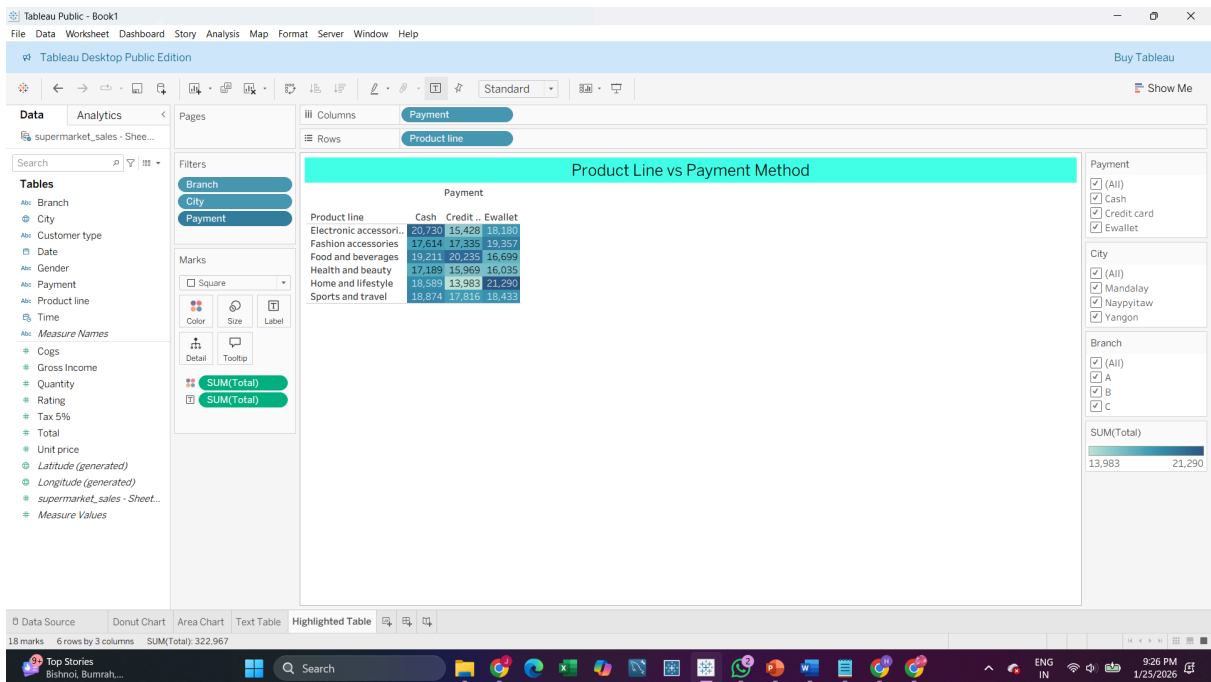 Tableau Public - Book1
File Data Worksheet Dashboard Story Analysis Map Format Server Window Help
Tableau Desktop Public Edition
Buy Tableau
Standard
Show Me
Data Analytics
supermarket_sales - Shee...
Search
Tables
Abc Branch
City
Abc Customer type
Date
Abc Gender
Abc Payment
Abc Product line
Time
Abc Measure Names
# Cogs
# Gross Income
# Quantity
# Rating
# Tax 5%
# Total
# Unit price
Latitude (generated)
Longitude (generated)
# supermarket_sales - Sheet...
# Measure Values
Pages
Filters
Branch
City
Payment
Marks
Square
Color Size Label
Detail Tooltip
SUM(Total)
SUM(Total)
Columns Payment
Rows Product line
Product Line vs Payment Method
Payment
Product line Cash Credit .. Ewallet
Electronic accessori.. 20,730 15,428 18,180
Fashion accessories 17,614 17,335 19,357
Food and beverages 19,211 20,235 16,699
Health and beauty 17,189 15,969 16,035
Home and lifestyle 18,589 13,983 21,290
Sports and travel 18,874 17,816 18,433
Payment
(All)
Cash
Credit card
Ewallet
City
(All)
Mandalay
Naypyitaw
Yangon
Branch
(All)
A
B
C
SUM(Total)
13,983 21,290
Data Source Donut Chart Area Chart Text Table Highlighted Table
18 marks 6 rows by 3 columns SUM(Total): 322,967
9+ Top Stories
Bishnoi, Bumrah,...
Search
2
ENG
IN
9:26 PM
1/25/2026